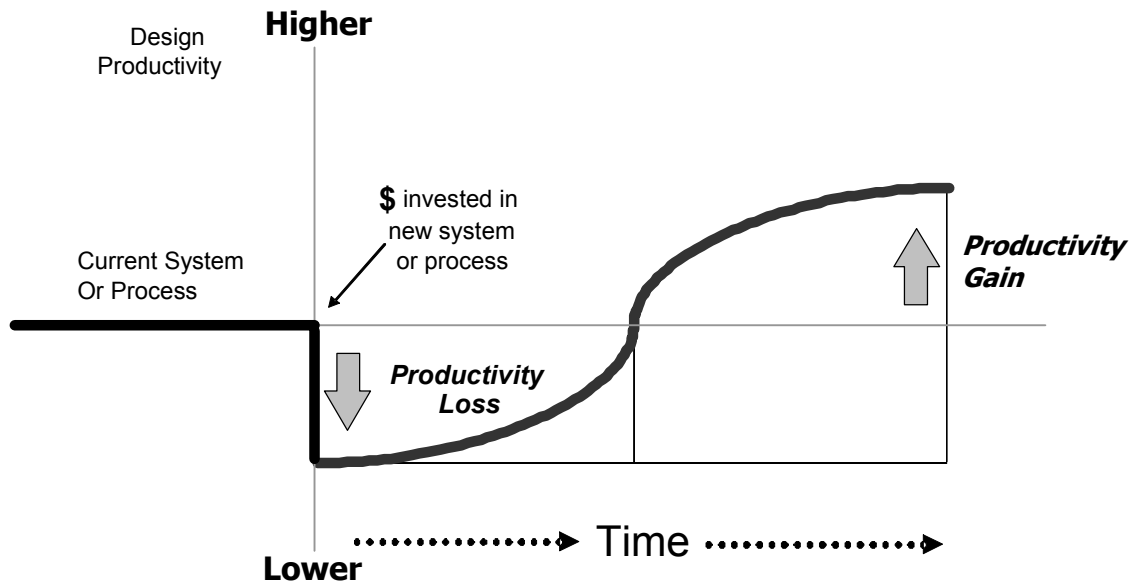 Higher
Design
Productivity
$ invested in
new system
or process
Current System
Or Process
Productivity
Gain
Productivity
Loss
Time
Lower